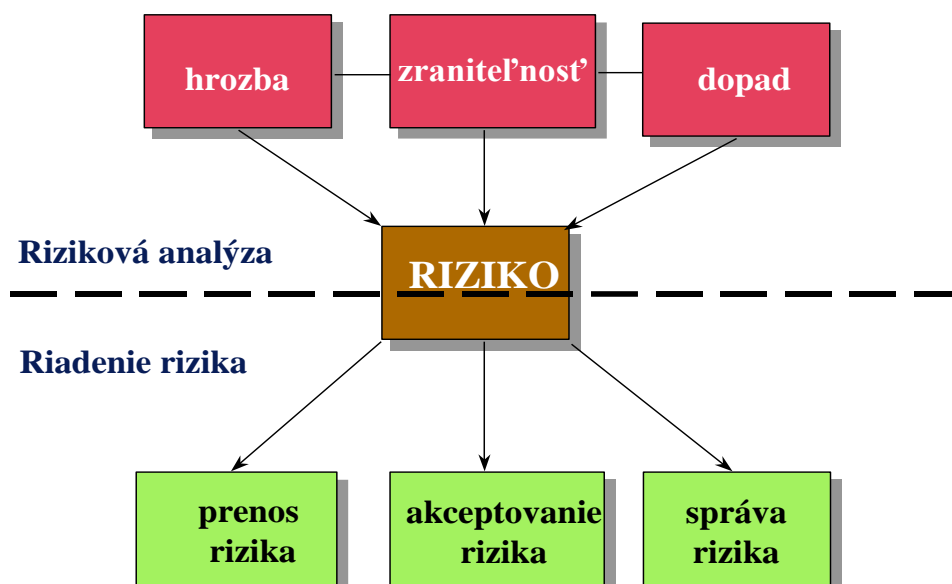 hrozba
zraniteľnosť
dopad
Riziková analýza
RIZIKO
Riadenie rizika
prenos
rizika
akceptovanie
rizika
správa
rizika